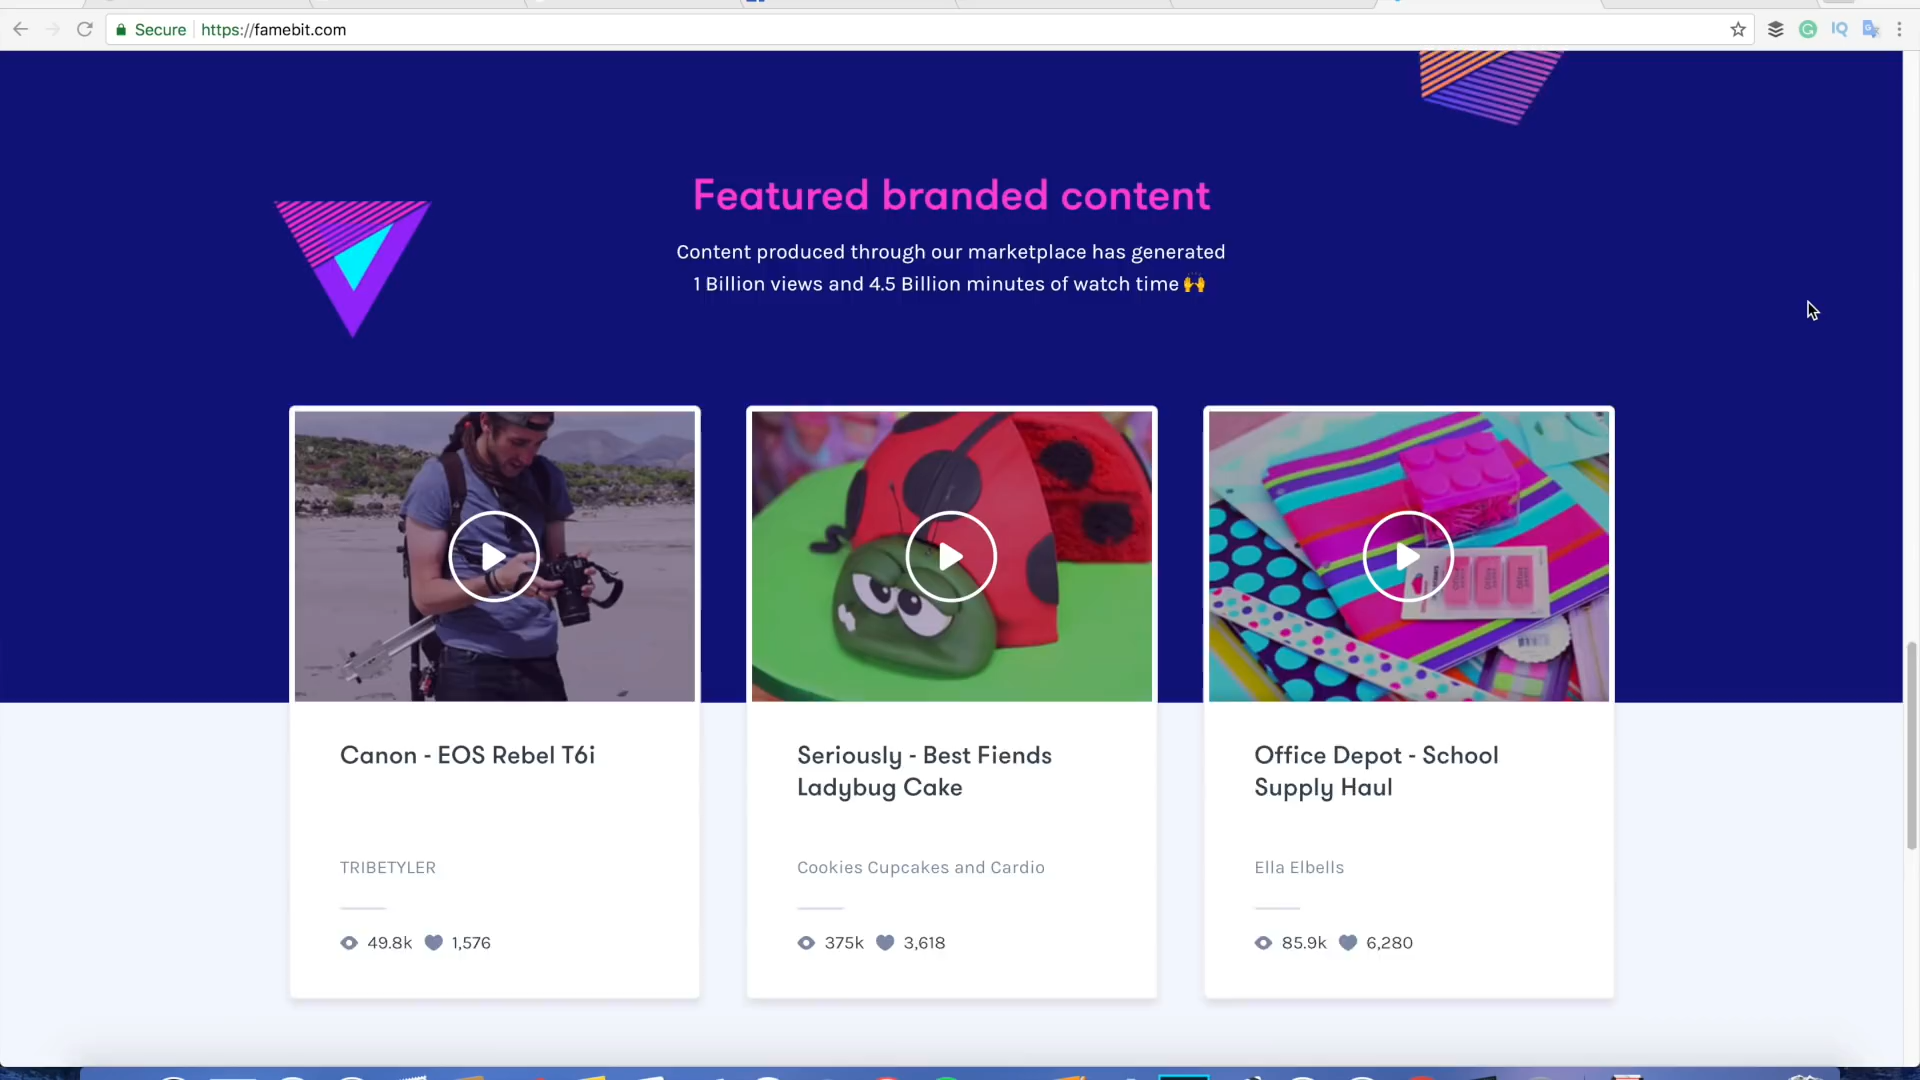 Secure
https://famebit.com
IQ
Featured branded content
Content produced through our marketplace has generated
1 Billion views and 4.5 Billion minutes of watch time 🙌
Canon - EOS Rebel T6i
TRIBETYLER
49.8k 1,576
Seriously - Best Fiends
Ladybug Cake
Cookies Cupcakes and Cardio
375k 3,618
Office Depot - School
Supply Haul
Ella Elbells
85.9k 6,280